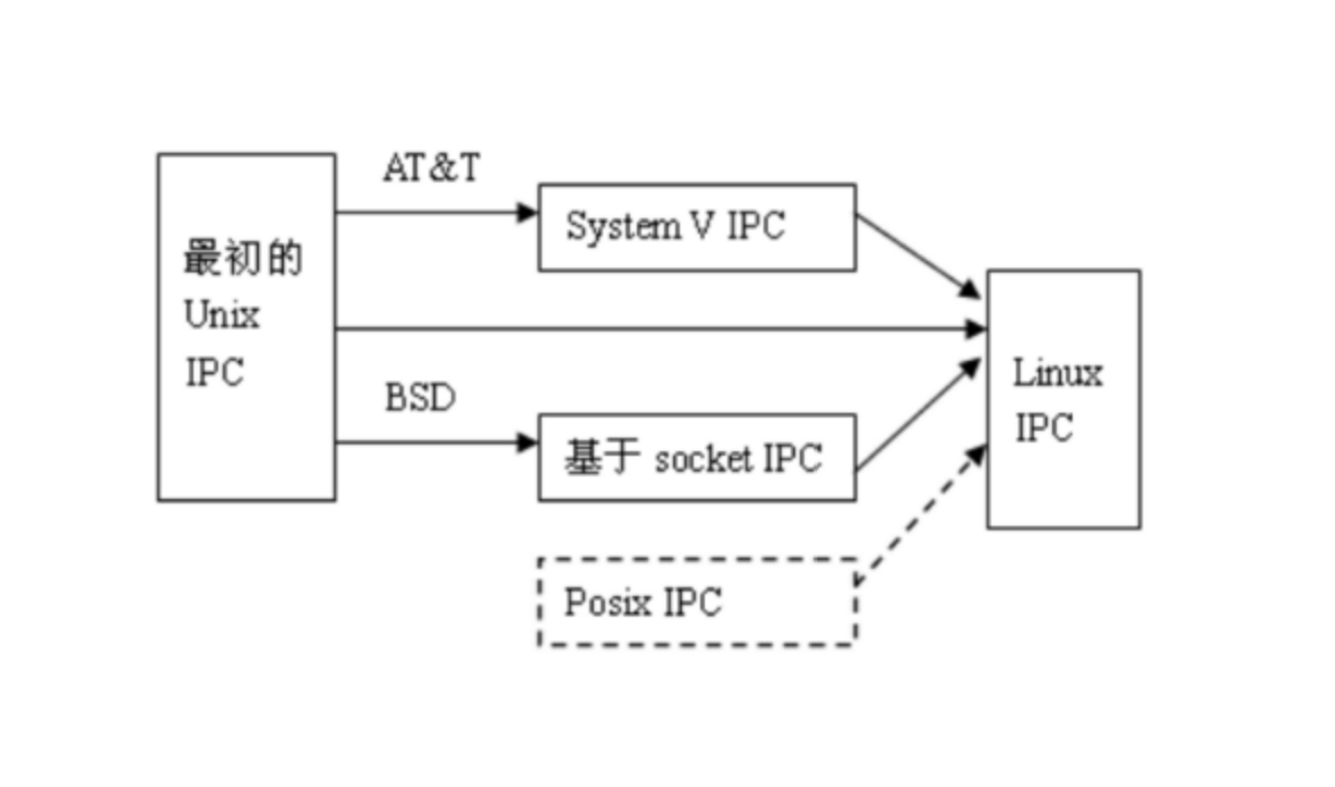 最初的
Unix
IPC
AT&T
System V IPC
BSD
基于 socket IPC
Posix IPC
Linux
IPC